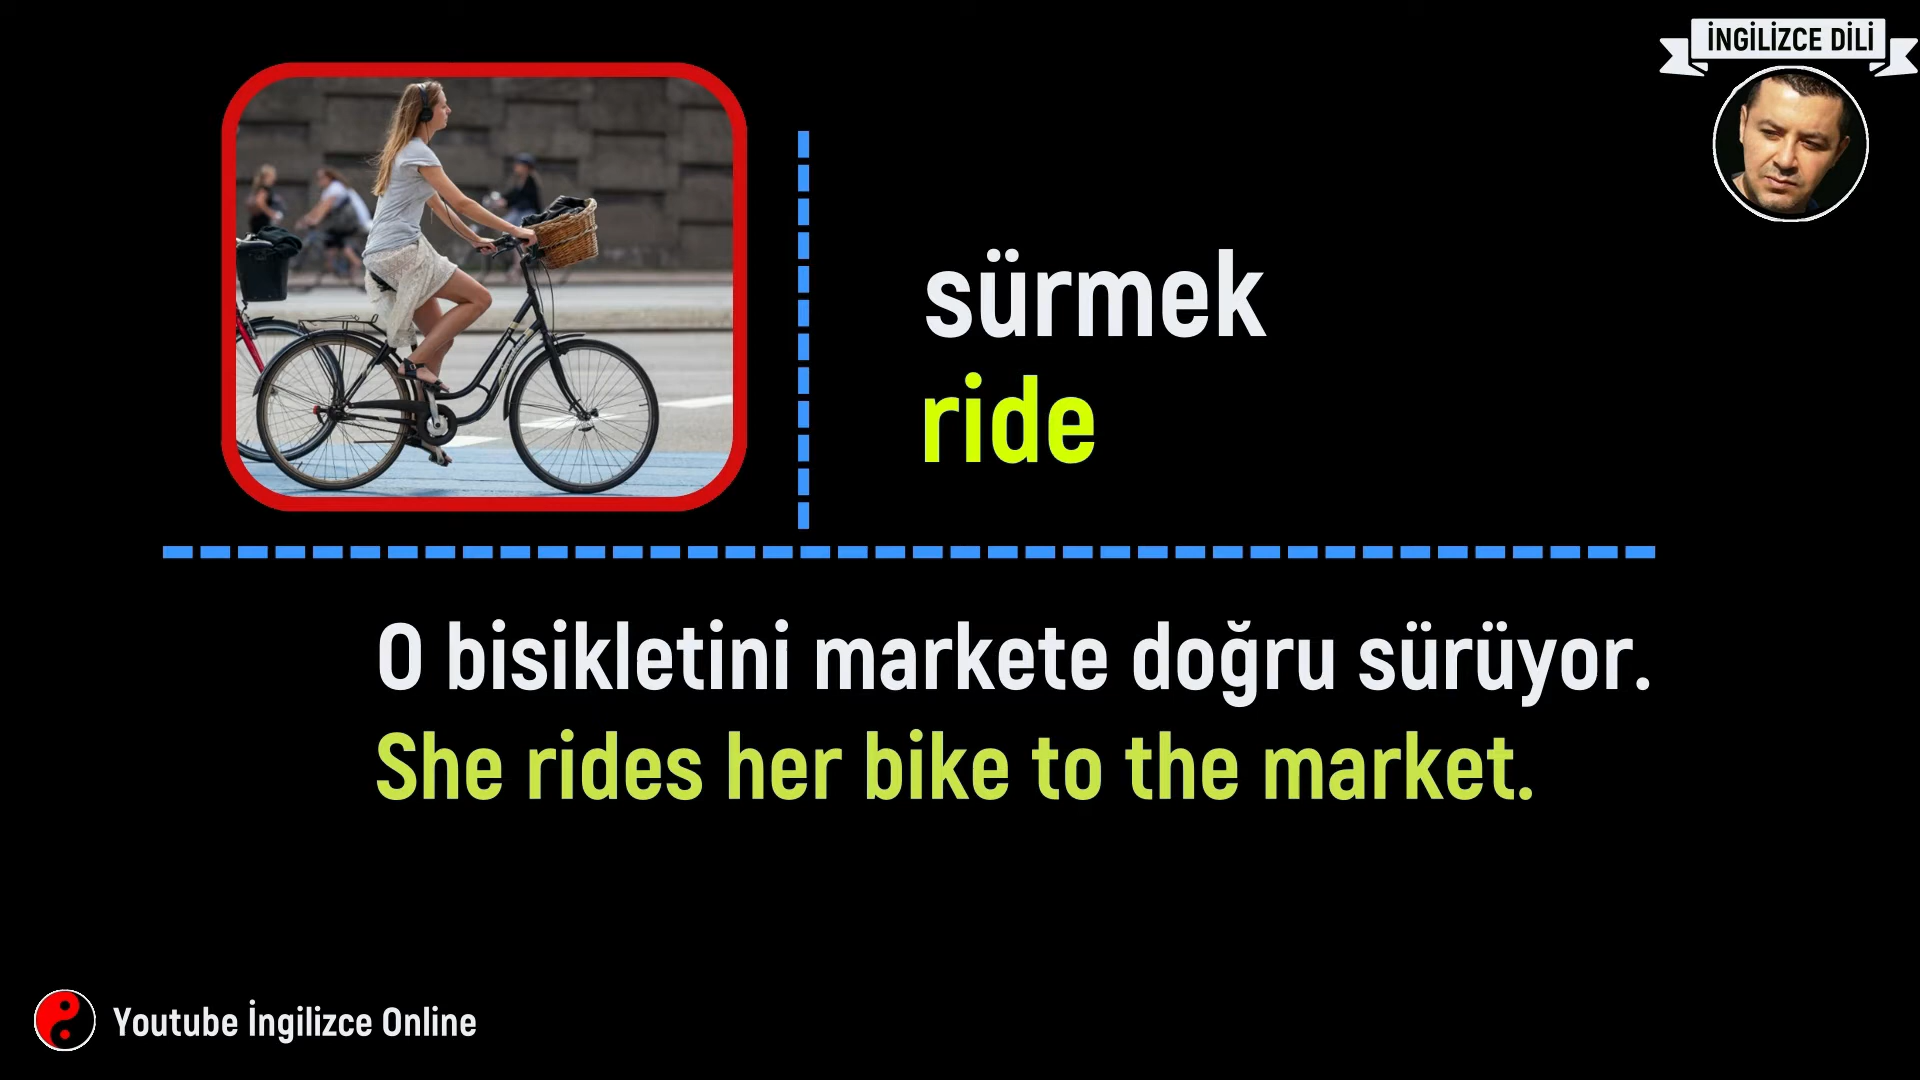 İNGİLİZCE DİLİ
sürmek
ride
O bisikletini markete doğru sürüyor.
She rides her bike to the market.
Youtube İngilizce Online